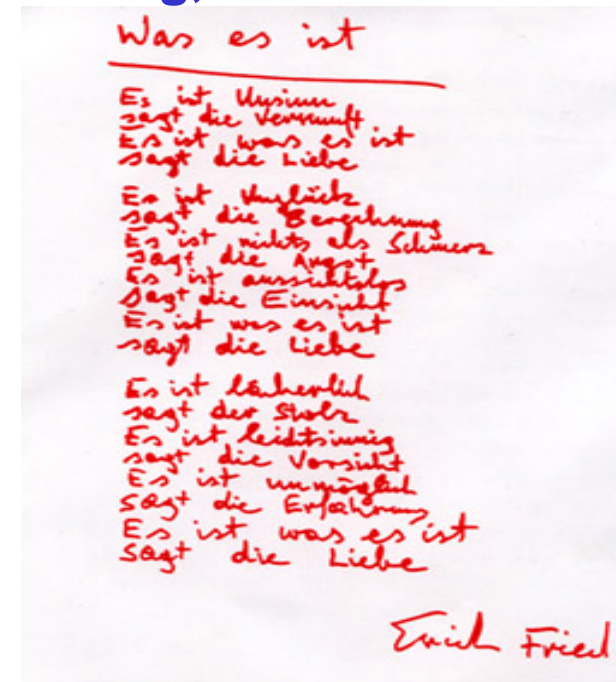 Was es ist
Es ist Unsinn
sagt die Vernunft
Es ist was es ist
sagt die Liebe
Es ist Unglück
sagt die Berechnung
Es ist nichts als Schmerz
sagt die Angst
Es ist aussichtslos
sagt die Einsicht
Es ist was es ist
sagt die Liebe
Es ist lächerlich
sagt der Stolz
Es ist leichtsinnig
sagt die Vorsicht
Es ist unmöglich
sagt die Erfahrung
Es ist was es ist
sagt die Liebe
Erich Fried